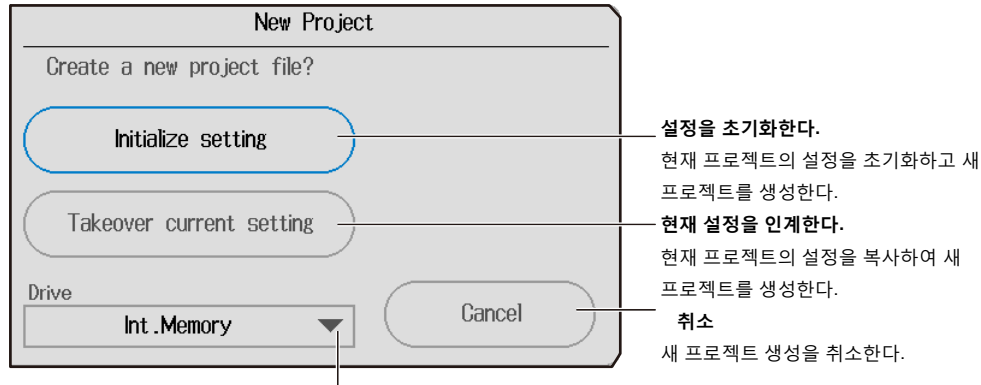 New Project
Create a new project file?
Initialize setting
Takeover current setting
Drive
Int.Memory
Cancel
설정을 초기화한다.
현재 프로젝트의 설정을 초기화하고 새
프로젝트를 생성한다.
현재 설정을 인계한다.
현재 프로젝트의 설정을 복사하여 새
프로젝트를 생성한다.
취소
새 프로젝트 생성을 취소한다.